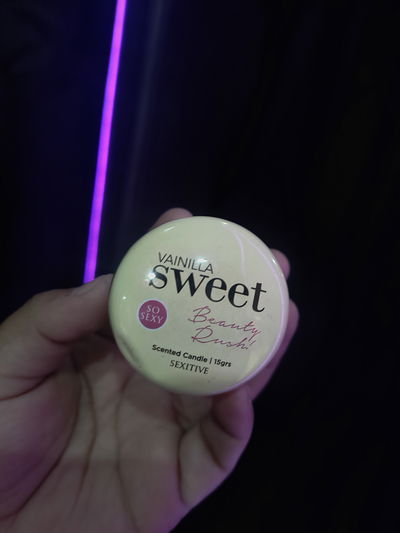 VAINILLA
sweet
SO
SEXY
Beauty
Rush!
Scented Candle | 15grs
SEXITIVE